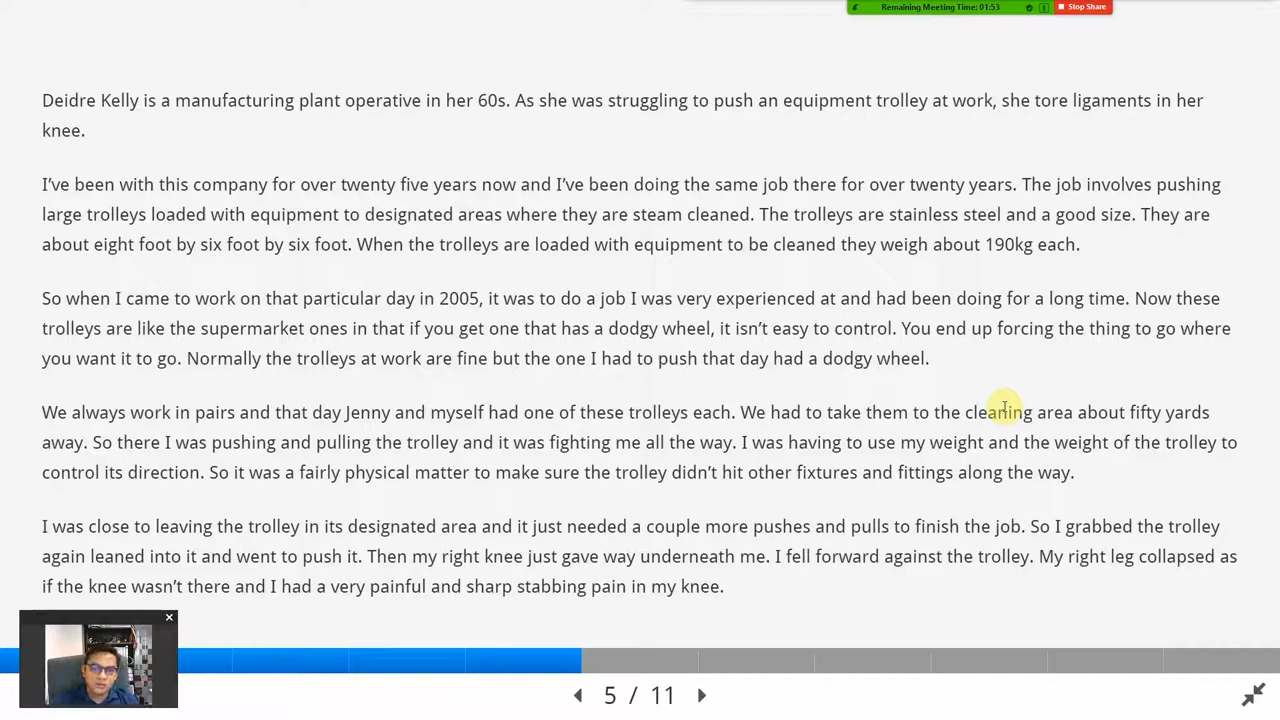 Remaining Meeting Time: 01:53
Stop Share
Deidre Kelly is a manufacturing plant operative in her 60s. As she was struggling to push an equipment trolley at work, she tore ligaments in her
knee.
I've been with this company for over twenty five years now and I've been doing the same job there for over twenty years. The job involves pushing
large trolleys loaded with equipment to designated areas where they are steam cleaned. The trolleys are stainless steel and a good size. They are
about eight foot by six foot by six foot. When the trolleys are loaded with equipment to be cleaned they weigh about 190kg each.
So when I came to work on that particular day in 2005, it was to do a job I was very experienced at and had been doing for a long time. Now these
trolleys are like the supermarket ones in that if you get one that has a dodgy wheel, it isn't easy to control. You end up forcing the thing to go where
you want it to go. Normally the trolleys at work are fine but the one I had to push that day had a dodgy wheel.
We always work in pairs and that day Jenny and myself had one of these trolleys each. We had to take them to the cleaning area about fifty yards
away. So there I was pushing and pulling the trolley and it was fighting me all the way. I was having to use my weight and the weight of the trolley to
control its direction. So it was a fairly physical matter to make sure the trolley didn't hit other fixtures and fittings along the way.
I was close to leaving the trolley in its designated area and it just needed a couple more pushes and pulls to finish the job. So I grabbed the trolley
again leaned into it and went to push it. Then my right knee just gave way underneath me. I fell forward against the trolley. My right leg collapsed as
if the knee wasn't there and I had a very painful and sharp stabbing pain in my knee.
5 / 11